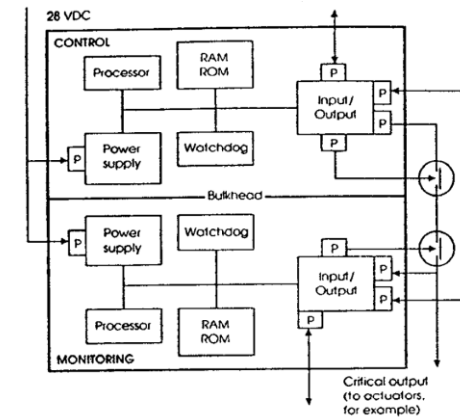 28 VDC
CONTROL
RAM
ROM
Processor
P
Input/
Output
P
P
Power
supply
P
Watchdog
P
Bulkhead
Power
supply
P
Watchdog
P
Input/
Output
P
P
Processor
RAM
ROM
P
MONITORING
Critical output
(to actuators,
for example)